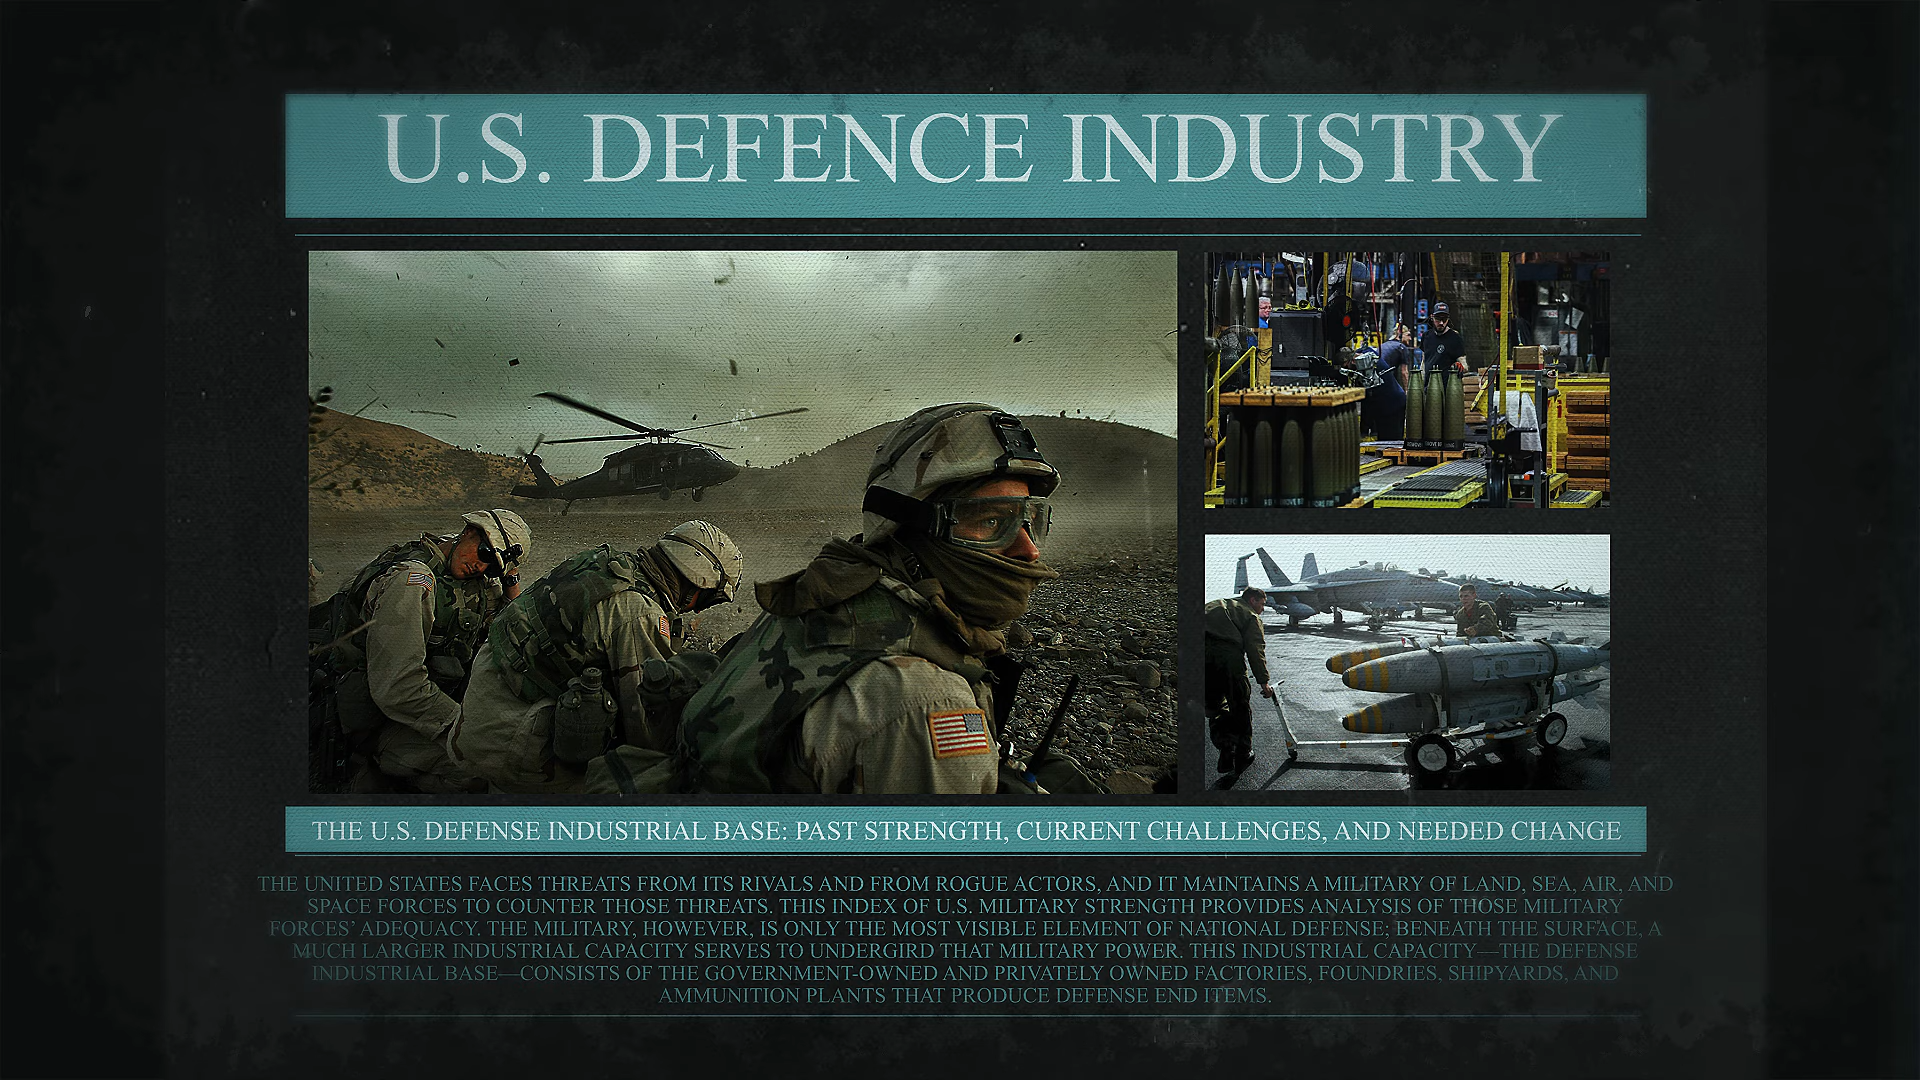 U.S. DEFENCE INDUSTRY
THE U.S. DEFENSE INDUSTRIAL BASE: PAST STRENGTH, CURRENT CHALLENGES, AND NEEDED CHANGE
THE UNITED STATES FACES THREATS FROM ITS RIVALS AND FROM ROGUE ACTORS, AND IT MAINTAINS A MILITARY OF LAND, SEA, AIR, AND
SPACE FORCES TO COUNTER THOSE THREATS. THIS INDEX OF U.S. MILITARY STRENGTH PROVIDES ANALYSIS OF THOSE MILITARY
FORCES’ ADEQUACY. THE MILITARY, HOWEVER, IS ONLY THE MOST VISIBLE ELEMENT OF NATIONAL DEFENSE; BENEATH THE SURFACE, A
MUCH LARGER INDUSTRIAL CAPACITY SERVES TO UNDERGIRD THAT MILITARY POWER. THIS INDUSTRIAL CAPACITY—THE DEFENSE
INDUSTRIAL BASE—CONSISTS OF THE GOVERNMENT-OWNED AND PRIVATELY OWNED FACTORIES, FOUNDRIES, SHIPYARDS, AND
AMMUNITION PLANTS THAT PRODUCE DEFENSE END ITEMS.